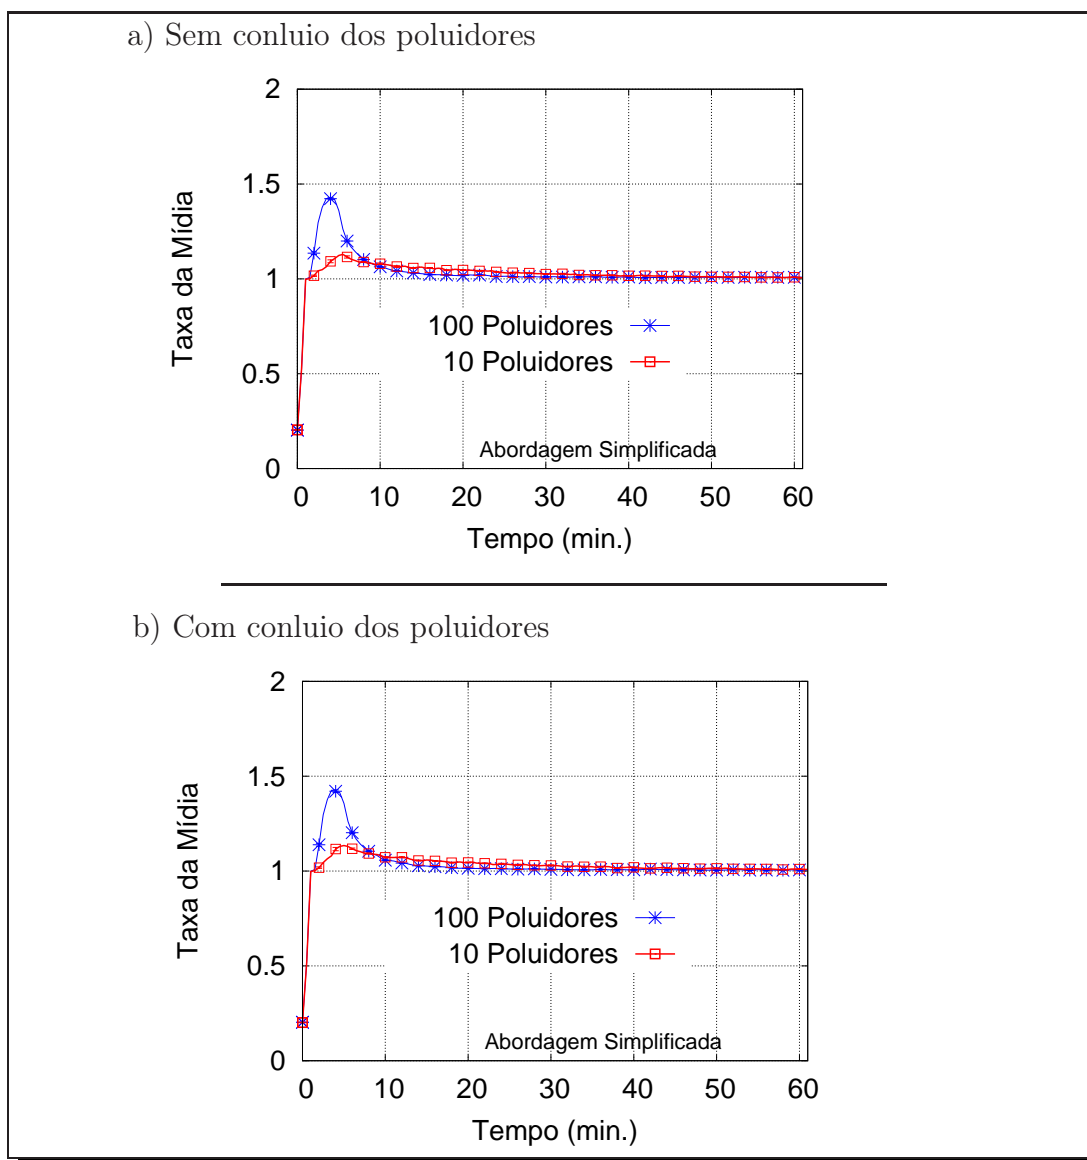 a) Sem conluio dos poluidores
2
1.5
1
0.5
0
Taxa da Mídia
100 Poluidores
10 Poluidores
Abordagem Simplificada
0 10 20 30 40 50 60
Tempo (min.)
b) Com conluio dos poluidores
2
1.5
1
0.5
0
Taxa da Mídia
100 Poluidores
10 Poluidores
Abordagem Simplificada
0 10 20 30 40 50 60
Tempo (min.)